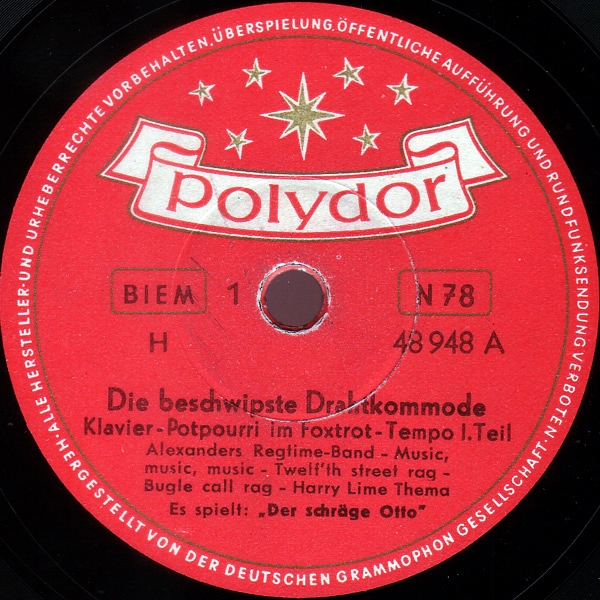 ALLE HERSTELLER- UND URHEBERRECHTE VORBEHALTEN. ÜBERSPIELUNG, ÖFFENTLICHE AUFFÜHRUNG UND RUNDFUNKSENDUNG VERBOTEN.
polydor
BIEM 1 N 78
H 48 948 A
Die beschwipste Drahtkommode
Klavier-Potpourri im Foxtrot-Tempo I.Teil
Alexanders Regtime-Band - Music,
music, music - Twelf'th street rag -
Bugle call rag - Harry Lime Thema
Es spielt: „Der schräge Otto"
HERGESTELLT VON DER DEUTSCHEN GRAMMOPHON GESELLSCHAFT